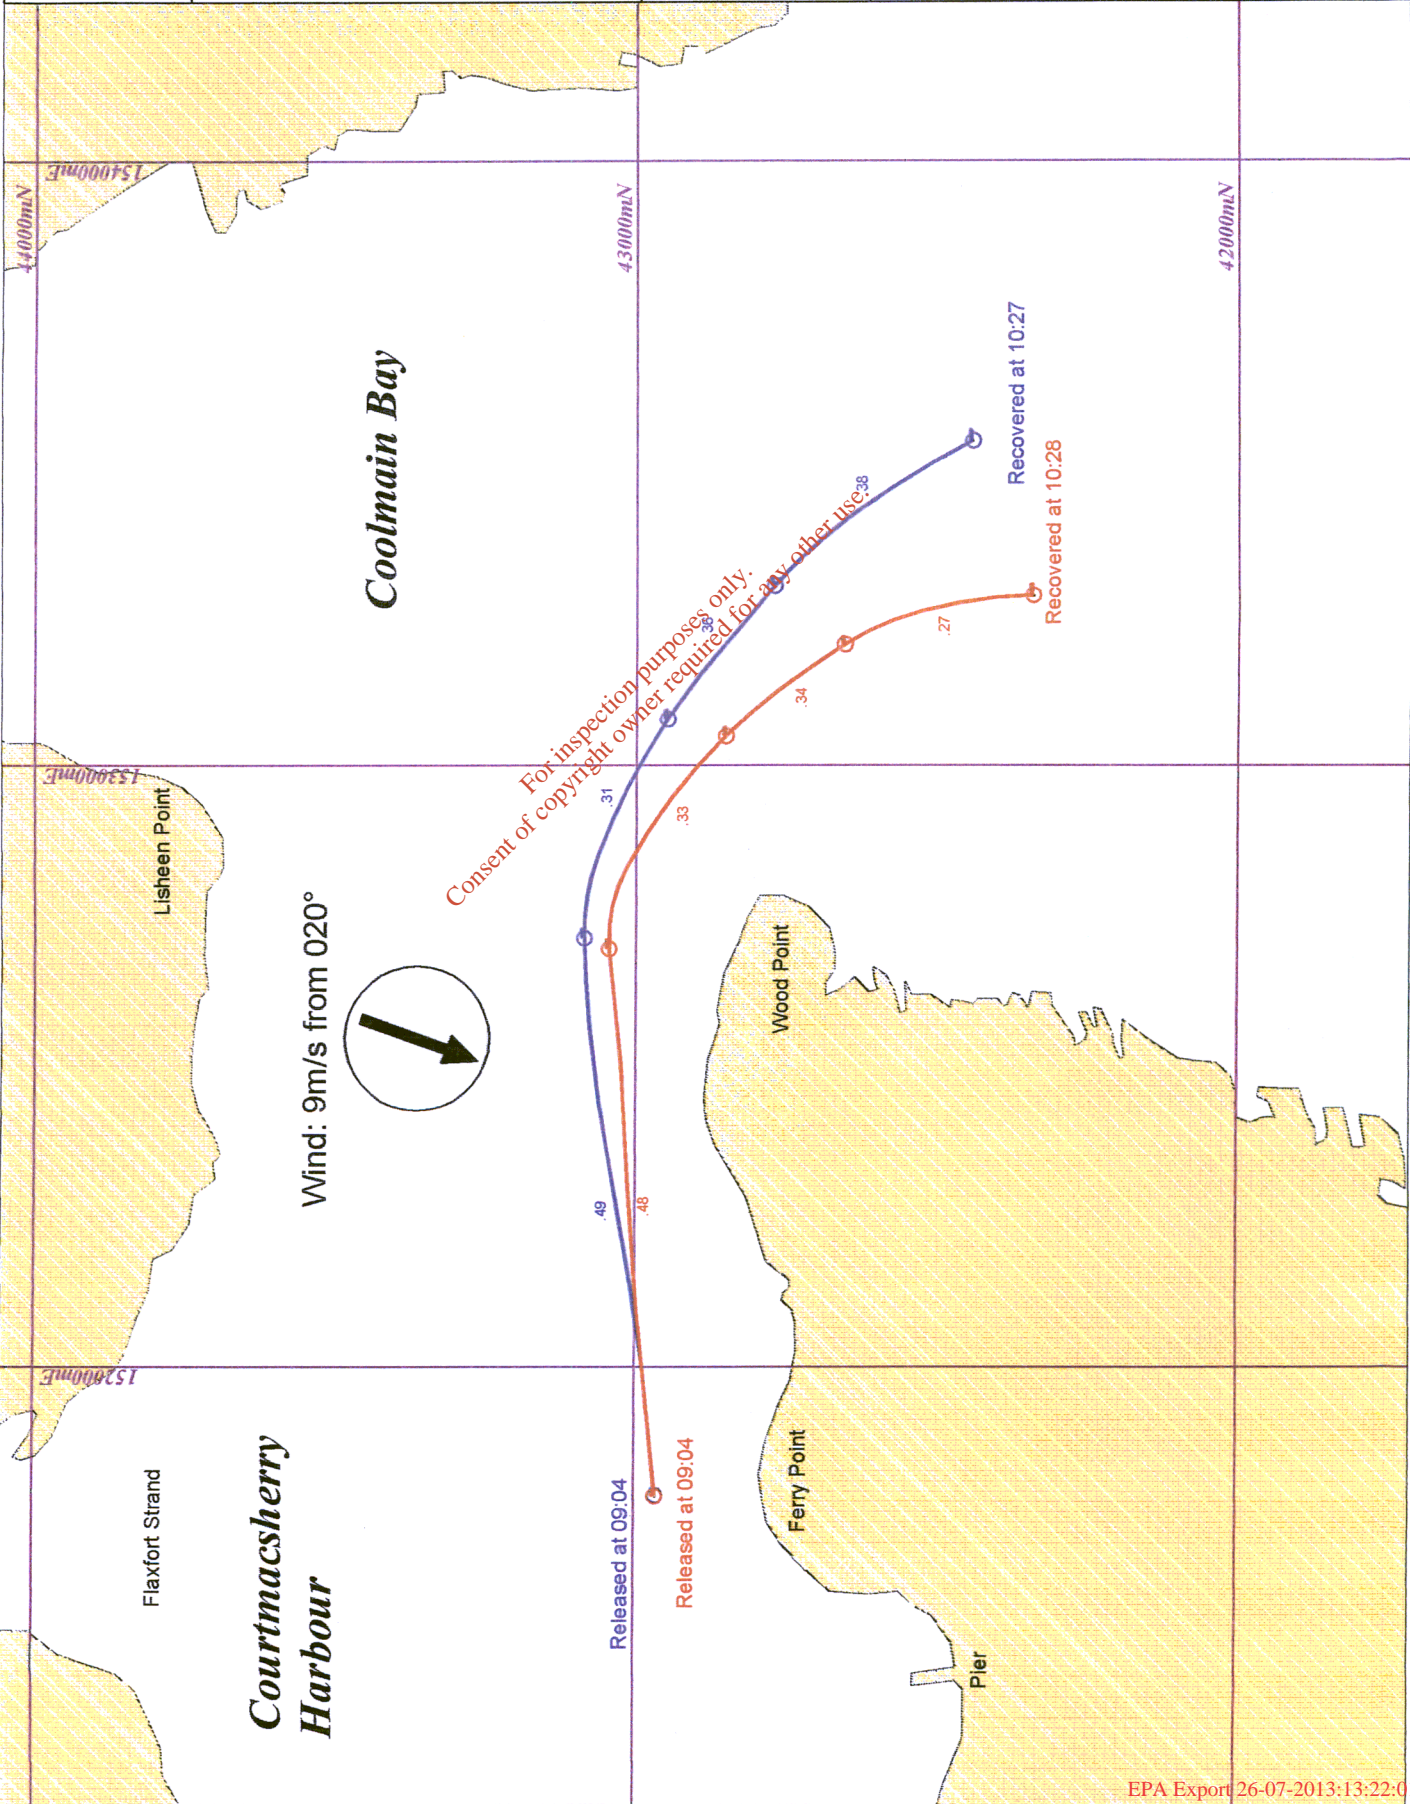 154000mE
44000mN
43000mN
42000mN
Coolmain Bay
Recovered at 10:27
Recovered at 10:28
.38
.27
.34
.31
.33
153000mE
Lisheen Point
Wind: 9m/s from 020°
Wood Point
.49
.48
152000mE
Flaxfort Strand
Courtmacsherry
Harbour
Released at 09:04
Released at 09:04
Ferry Point
Pier
For inspection purposes only.
Consent of copyright owner required for any other use.
EPA Export 26-07-2013:13:22:0